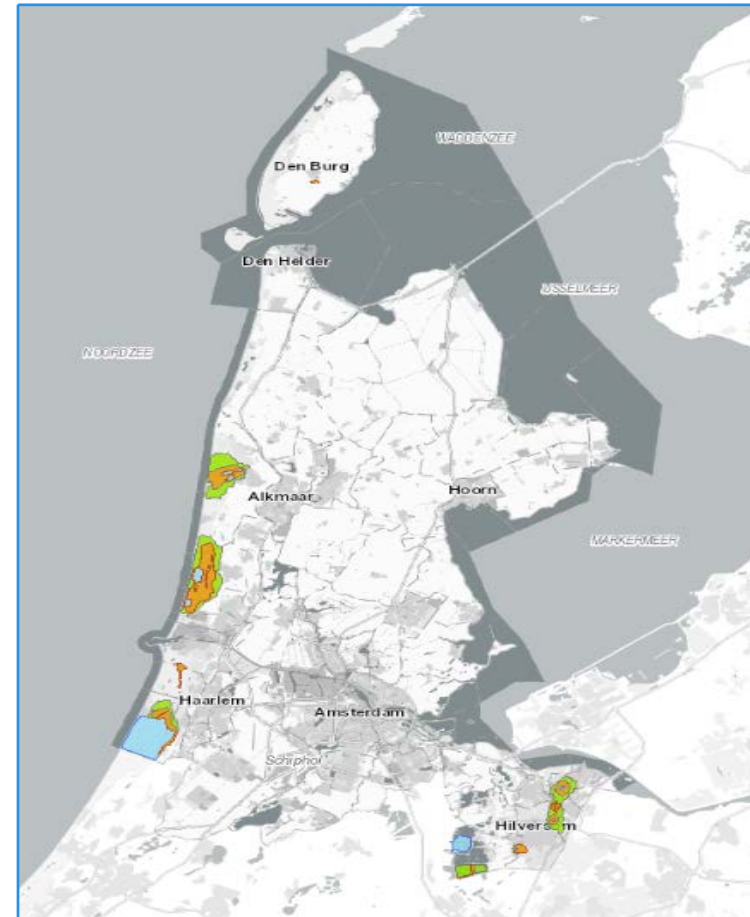 WADDENZEE
Den Burg
Den Helder
IJSSELMEER
NOORDZEE
Alkmaar
Hoorn
MARKERMEER
Haarlem
Amsterdam
Schiphol
Hilversum